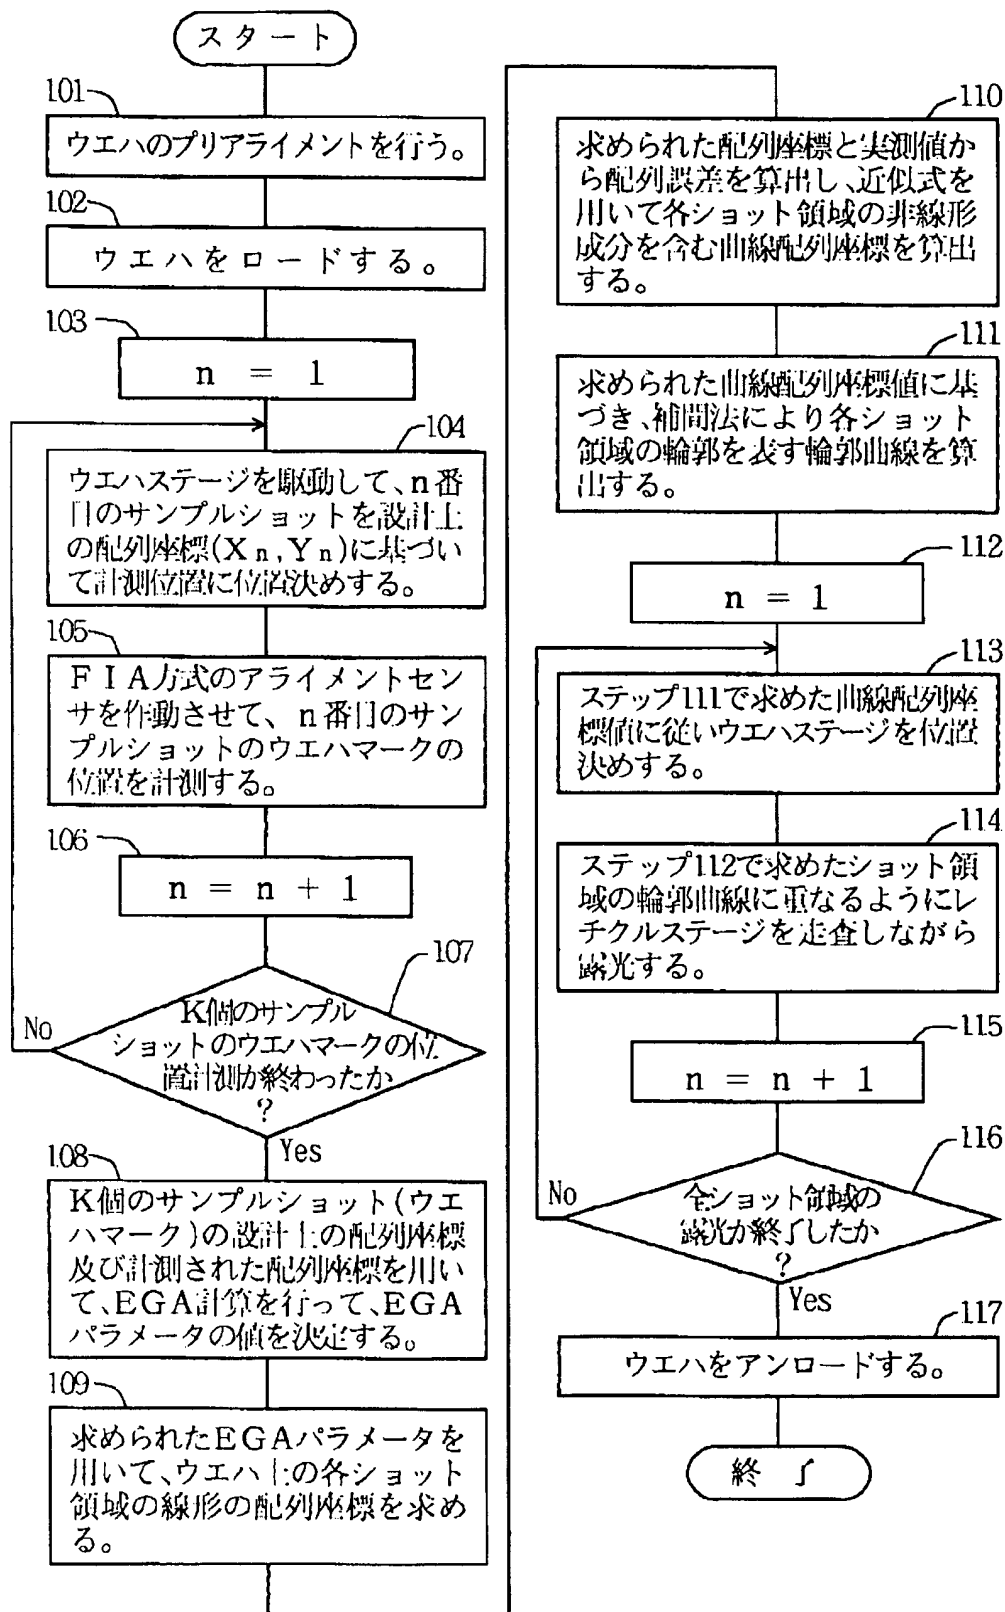 スタート
101
ウエハのプリアライメントを行う。
102
ウエハをロードする。
103
n = 1
104
ウエハステージを駆動して、n番
目のサンプルショットを設計上
の配列座標(Xn,Yn)に基づい
て計測位置に位置決めする。
105
FIA方式のアライメントセン
サを作動させて、n番目のサン
プルショットのウエハマークの
位置を計測する。
106
n = n + 1
107
K個のサンプル
ショットのウエハマークの位
置計測が終わったか
?
No
Yes
108
K個のサンプルショット(ウエ
ハマーク)の設計上の配列座標
及び計測された配列座標を用い
て、EGA計算を行って、EGA
パラメータの値を決定する。
109
求められたEGAパラメータを
用いて、ウエハ上の各ショット
領域の線形の配列座標を求め
る。
110
求められた配列座標と実測値か
ら配列誤差を算出し、近似式を
用いて各ショット領域の非線形
成分を含む曲線配列座標を算出
する。
111
求められた曲線配列座標値に基
づき、補間法により各ショット
領域の輪郭を表す輪郭曲線を算
出する。
112
n = 1
113
ステップ111で求めた曲線配列座
標値に従いウエハステージを位置
決めする。
114
ステップ112で求めたショット領
域の輪郭曲線に重なるようにレ
チクルステージを走査しながら
露光する。
115
n = n + 1
116
全ショット領域の
露光が終了したか
?
No
Yes
117
ウエハをアンロードする。
終了